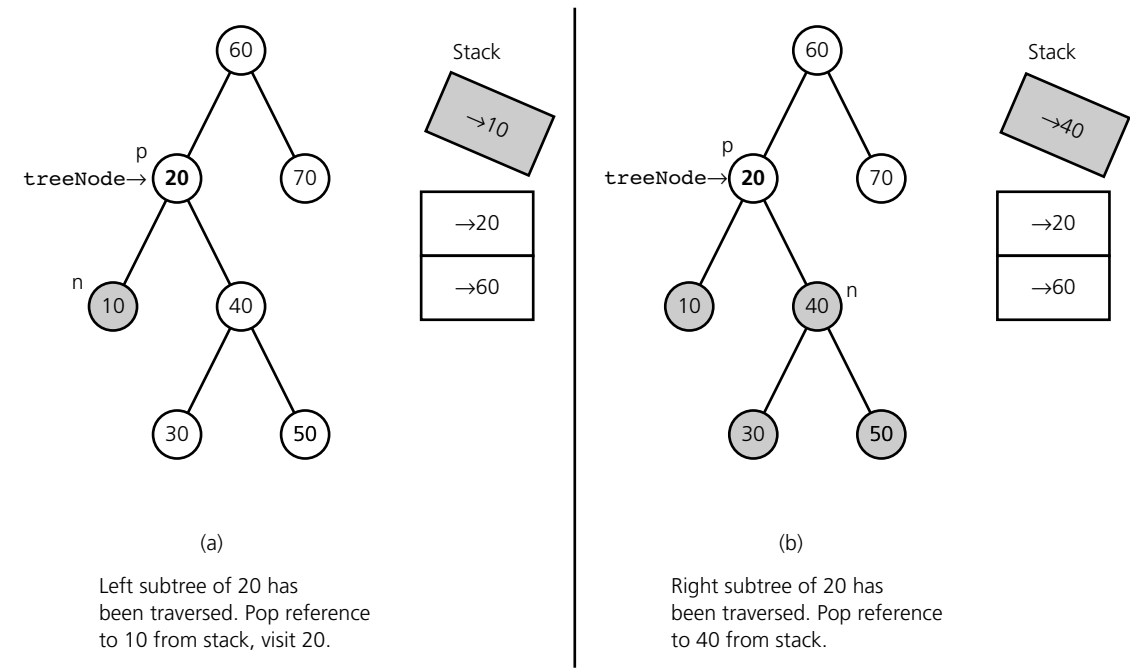 60
Stack
→10
p
treeNode→
20
70
→20
→60
n
10
40
30
50
(a)
Left subtree of 20 has
been traversed. Pop reference
to 10 from stack, visit 20.
60
Stack
→40
p
treeNode→
20
70
→20
→60
10
40
n
30
50
(b)
Right subtree of 20 has
been traversed. Pop reference
to 40 from stack.